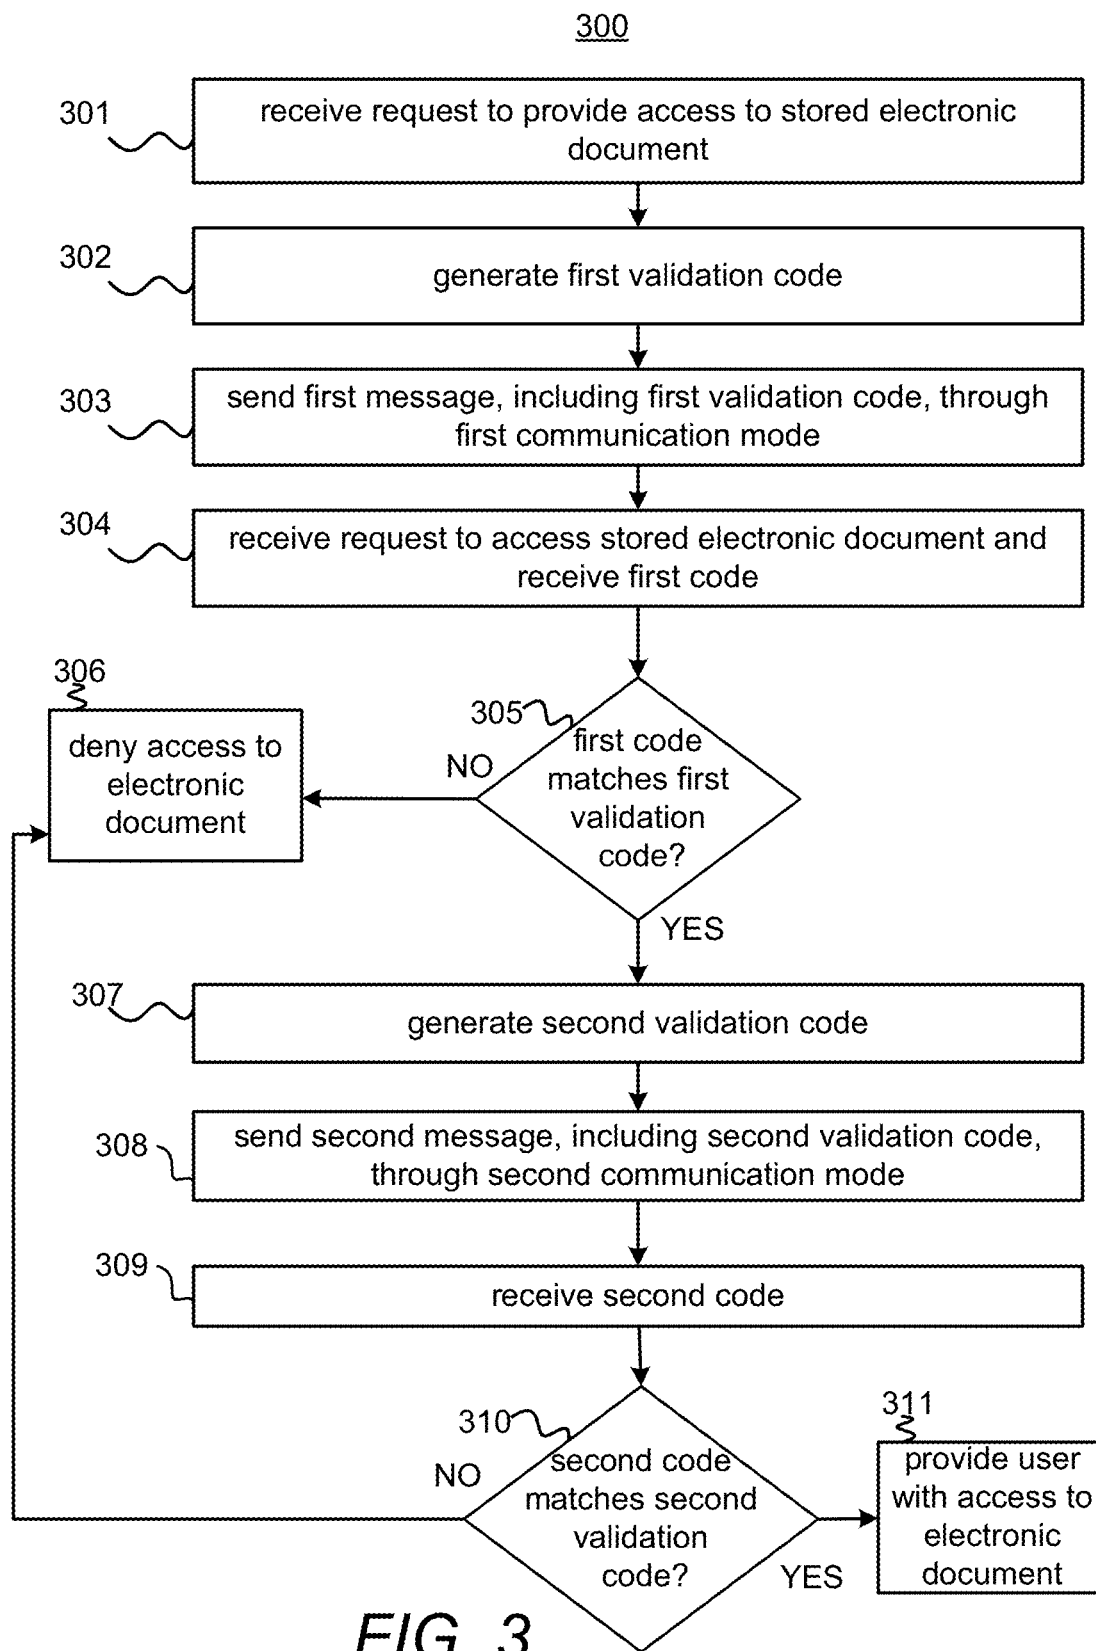 300
301
receive request to provide access to stored electronic
document
302
generate first validation code
303
send first message, including first validation code, through
first communication mode
304
receive request to access stored electronic document and
receive first code
306
deny access to
electronic
document
305
NO
first code
matches first
validation
code?
YES
307
generate second validation code
308
send second message, including second validation code,
through second communication mode
309
receive second code
310
NO
second code
matches second
validation
code?
YES
311
provide user
with access to
electronic
document
FIG. 3